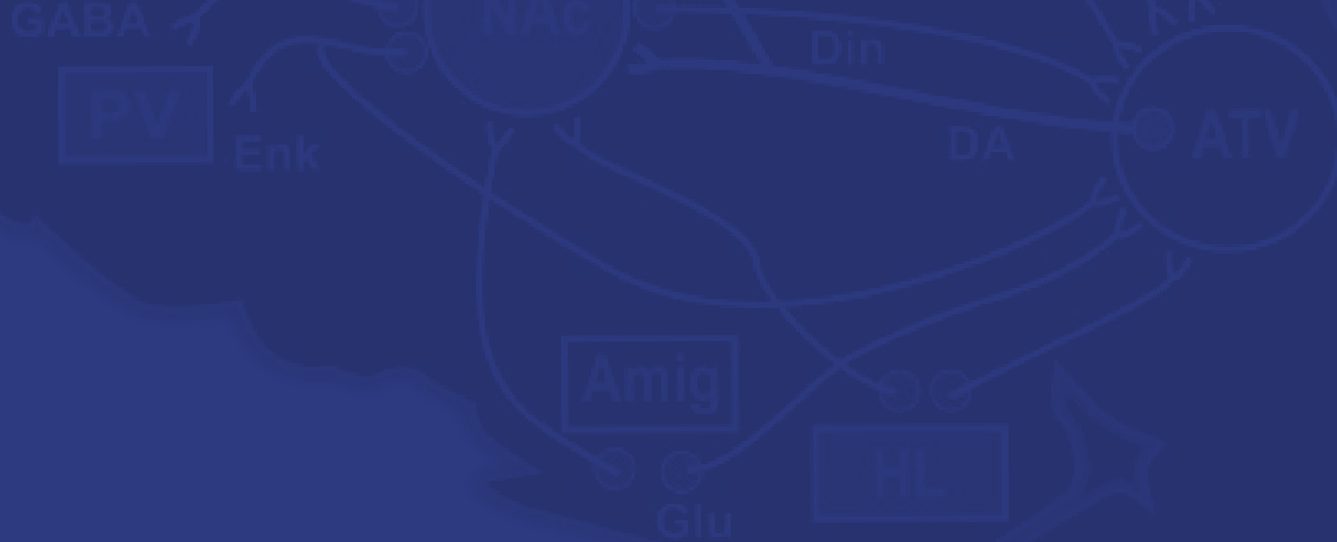 GABA
NAc
Din
PV
Enk
DA
ATV
Amig
HL
Glu